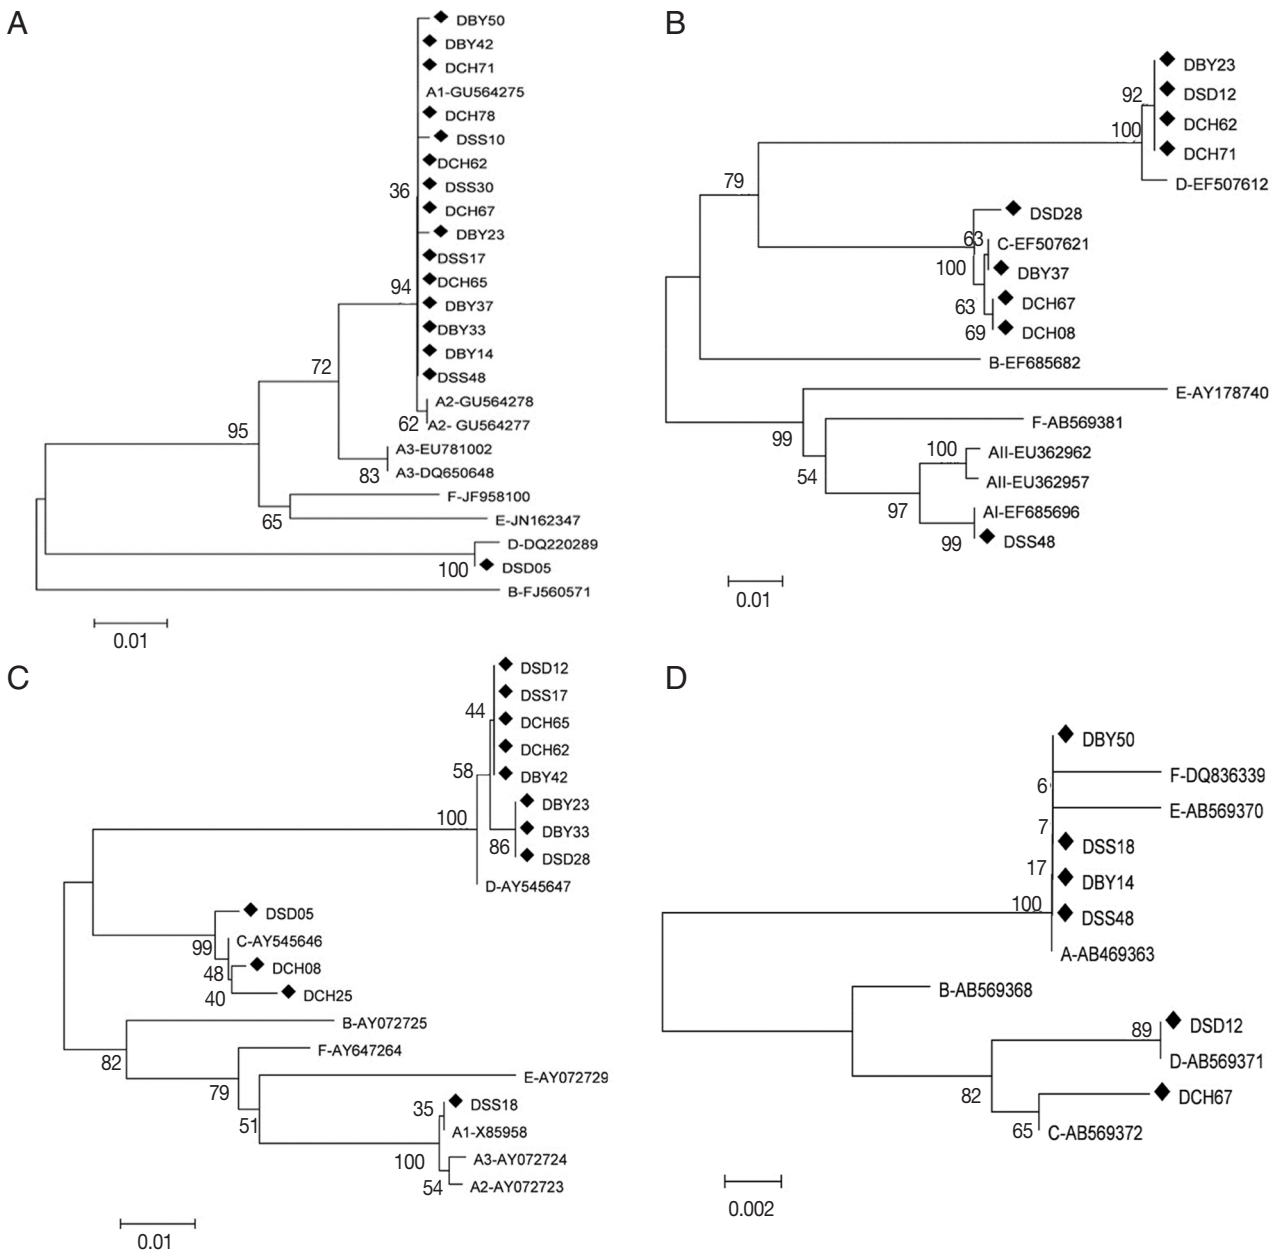 A
DBY50
DBY42
DCH71
A1-GU564275
DCH78
DSS10
DCH62
36
DSS30
DCH67
DBY23
DSS17
DCH65
94
DBY37
DBY33
DBY14
72
DSS48
A2-GU564278
62
A2- GU564277
95
A3-EU781002
83
A3-DQ650648
F-JF958100
65
E-JN162347
D-DQ220289
100
DSD05
B-FJ560571
0.01
B
DBY23
92
DSD12
DCH62
100
DCH71
79
D-EF507612
DSD28
63
C-EF507621
100
DBY37
DCH67
63
69
DCH08
B-EF685682
E-AY178740
F-AB569381
99
100
AII-EU362962
54
AII-EU362957
97
AI-EF685696
99
DSS48
0.01
C
DSD12
DSS17
44
DCH65
DCH62
58
DBY42
DBY23
100
DBY33
86
DSD28
D-AY545647
DSD05
99
C-AY545646
48
DCH08
40
DCH25
B-AY072725
82
F-AY647264
79
E-AY072729
35
DSS18
51
A1-X85958
100
A3-AY072724
54
A2-AY072723
0.01
D
DBY50
F-DQ836339
6
E-AB569370
7
DSS18
17
DBY14
100
DSS48
A-AB469363
B-AB569368
89
DSD12
D-AB569371
82
DCH67
65
C-AB569372
0.002